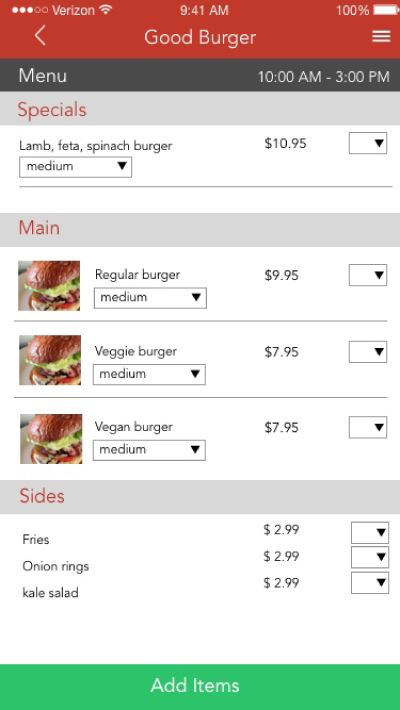 Verizon 9:41 AM 100%
Good Burger
Menu 10:00 AM - 3:00 PM
Specials
Lamb, feta, spinach burger $10.95
medium
Main
Regular burger $9.95
medium
Veggie burger $7.95
medium
Vegan burger $7.95
medium
Sides
Fries $ 2.99
Onion rings $ 2.99
kale salad $ 2.99
Add Items